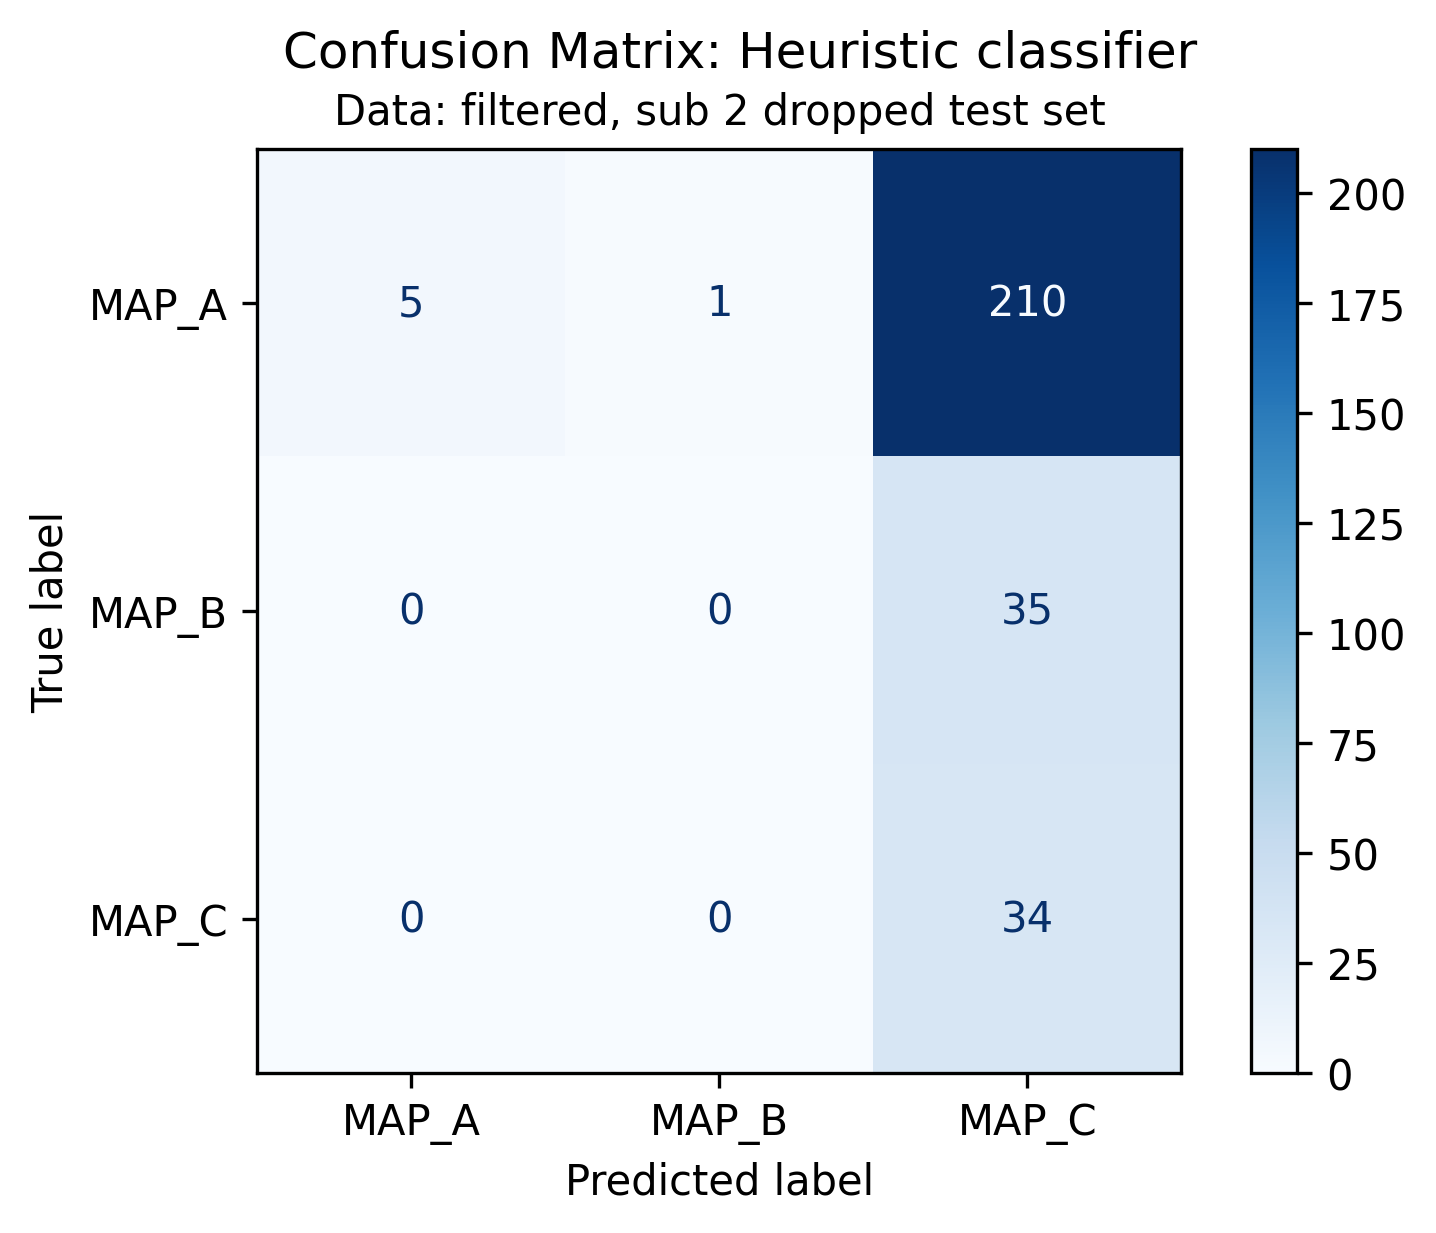 Confusion Matrix: Heuristic classifier
Data: filtered, sub 2 dropped test set
True label
MAP_A
5
1
210
MAP_B
0
0
35
MAP_C
0
0
34
MAP_A
MAP_B
MAP_C
Predicted label
200
175
150
125
100
75
50
25
0